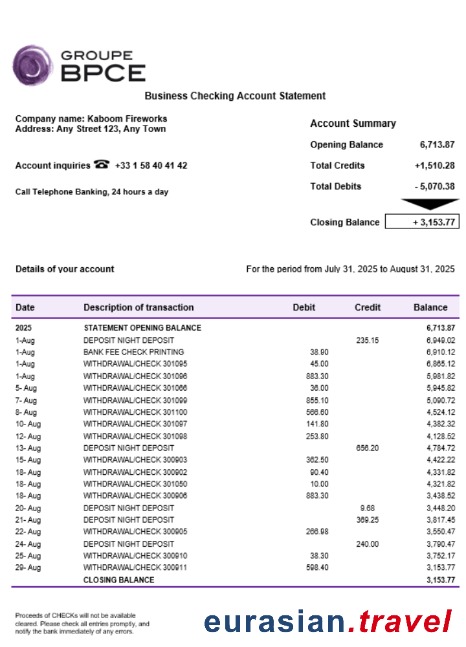 GROUPE
BPCE
Business Checking Account Statement
Company name: Kaboom Fireworks
Address: Any Street 123, Any Town
Account inquiries ☎ +33 1 58 40 41 42
Call Telephone Banking, 24 hours a day
Account Summary
Opening Balance 6,713.87
Total Credits +1,510.28
Total Debits - 5,070.38
Closing Balance + 3,153.77
Details of your account For the period from July 31, 2025 to August 31, 2025
Date Description of transaction Debit Credit Balance
2025 STATEMENT OPENING BALANCE 6,713.87
1-Aug DEPOSIT NIGHT DEPOSIT 235.15 6,949.02
1-Aug BANK FEE CHECK PRINTING 38.90 6,910.12
1-Aug WITHDRAWAL/CHECK 301095 45.00 6,865.12
1-Aug WITHDRAWAL/CHECK 301096 883.30 5,981.82
5- Aug WITHDRAWAL/CHECK 301066 36.00 5,945.82
7- Aug WITHDRAWAL/CHECK 301099 855.10 5,090.72
8- Aug WITHDRAWAL/CHECK 301100 566.60 4,524.12
10- Aug WITHDRAWAL/CHECK 301097 141.80 4,382.32
12- Aug WITHDRAWAL/CHECK 301098 253.80 4,128.52
13- Aug DEPOSIT NIGHT DEPOSIT 656.20 4,784.72
15- Aug WITHDRAWAL/CHECK 300903 362.50 4,422.22
18- Aug WITHDRAWAL/CHECK 300902 90.40 4,331.82
18- Aug WITHDRAWAL/CHECK 301050 10.00 4,321.82
18- Aug WITHDRAWAL/CHECK 300906 883.30 3,438.52
20- Aug DEPOSIT NIGHT DEPOSIT 9.68 3,448.20
21- Aug DEPOSIT NIGHT DEPOSIT 369.25 3,817.45
22- Aug WITHDRAWAL/CHECK 300905 266.98 3,550.47
24- Aug DEPOSIT NIGHT DEPOSIT 240.00 3,790.47
25- Aug WITHDRAWAL/CHECK 300910 38.30 3,752.17
29- Aug WITHDRAWAL/CHECK 300911 598.40 3,153.77
CLOSING BALANCE 3,153.77
Proceeds of CHECKs will not be available
cleared. Please check all entries promptly, and
notify the bank immediately of any errors.
eurasian.travel